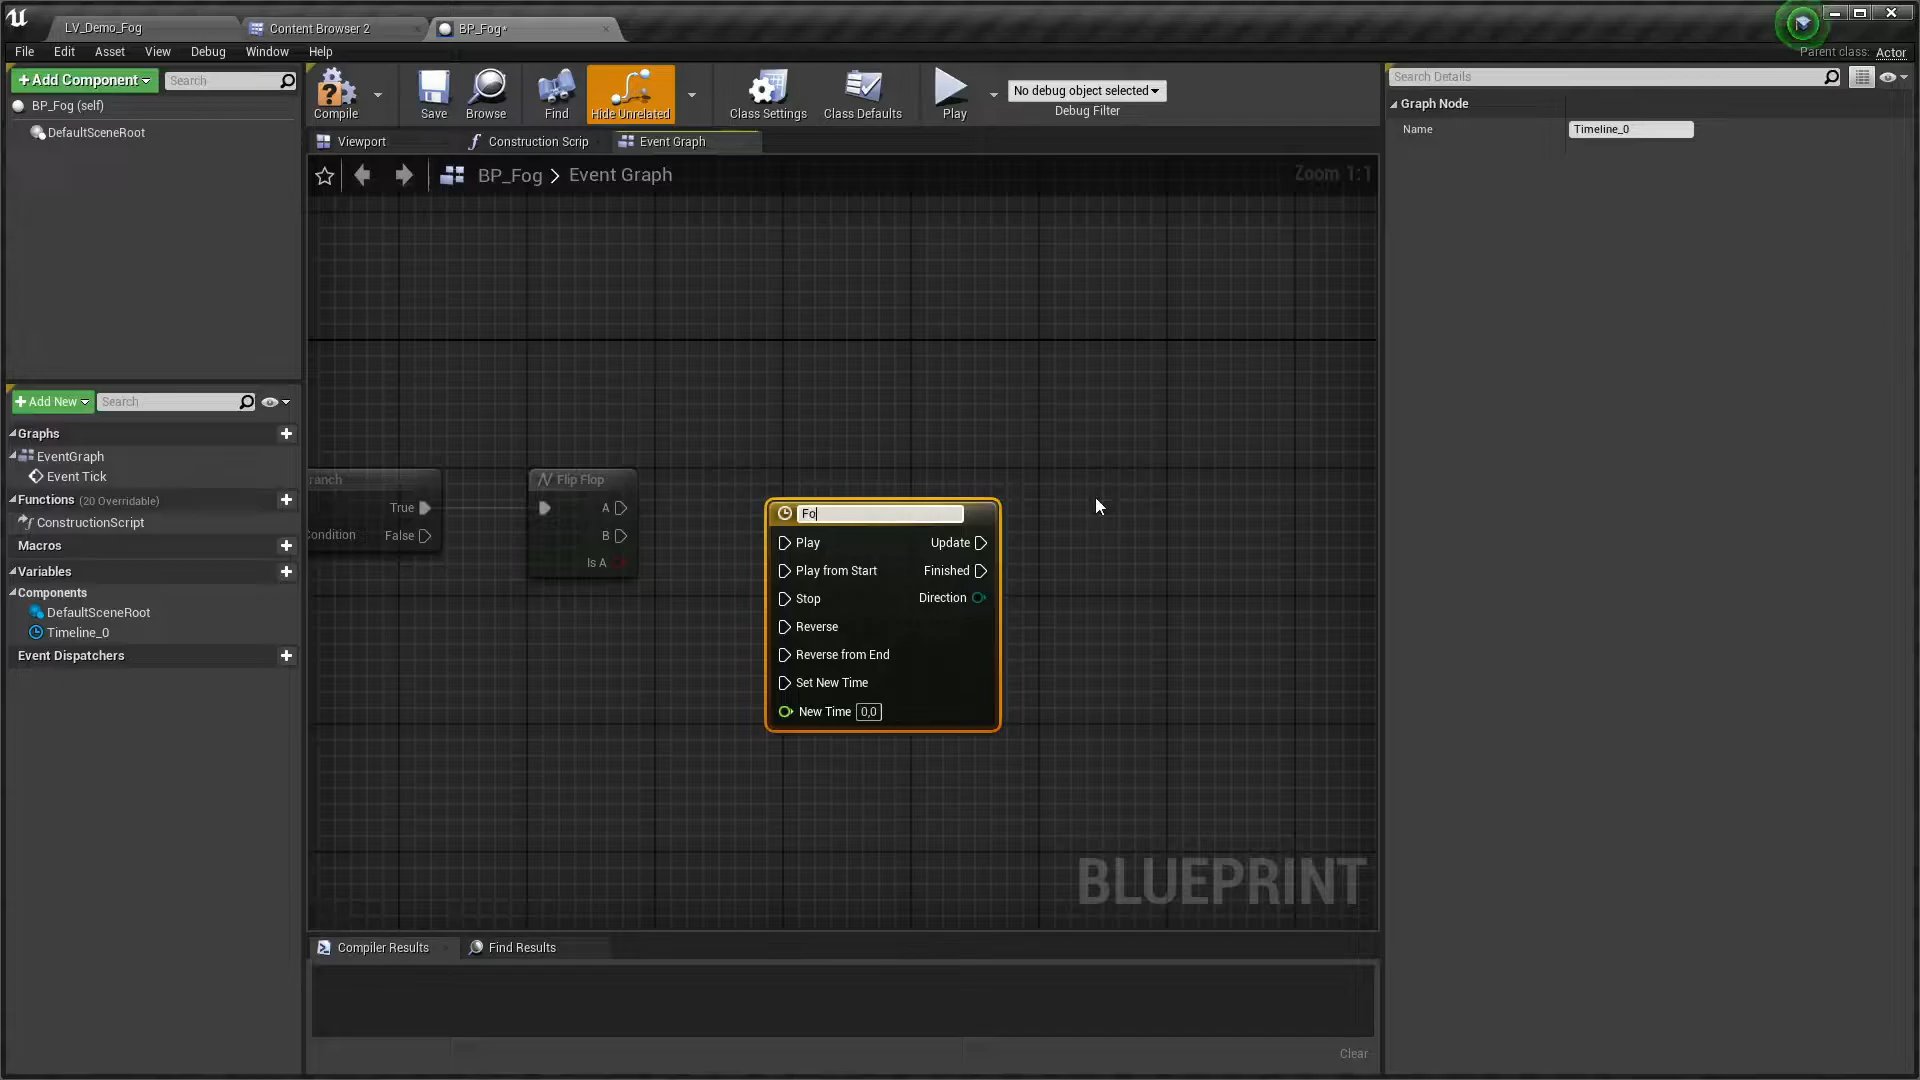 LV_Demo_Fog
Content Browser 2
BP_Fog*
File
Edit
Asset
View
Debug
Window
Help
Parent class: Actor
+Add Component
Search
BP_Fog (self)
DefaultSceneRoot
Compile
Save
Browse
Find
Hide Unrelated
Class Settings
Class Defaults
Play
No debug object selected
Debug Filter
Viewport
Construction Scrip
Event Graph
BP_Fog > Event Graph
Zoom 1:1
Search Details
Graph Node
Name
Timeline_0
+Add New
Search
Graphs
EventGraph
Event Tick
Functions (20 Overridable)
ConstructionScript
Macros
Variables
Components
DefaultSceneRoot
Timeline_0
Event Dispatchers
ranch
True
ondition
False
Flip Flop
A
B
Is A
Fo
Play
Update
Play from Start
Finished
Stop
Direction
Reverse
Reverse from End
Set New Time
New Time 0,0
BLUEPRINT
Compiler Results
Find Results
Clear